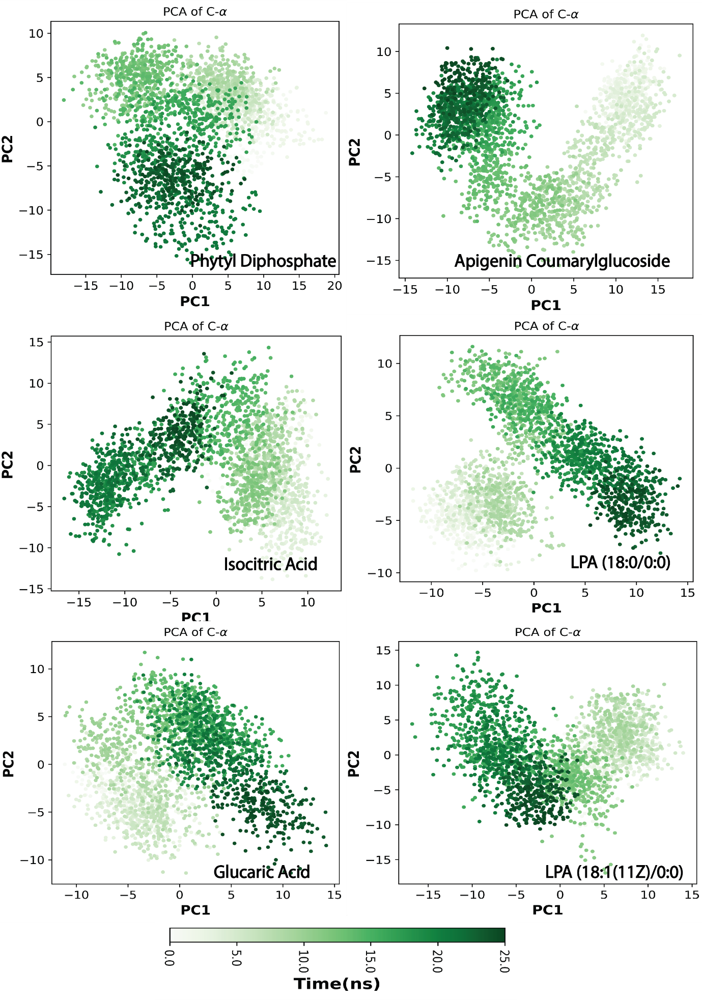 PCA of C-α
10
5
0
−5
−10
−15
PC2
Phytyl Diphosphate
−15 −10 −5 0 5 10 15 20
PC1
PCA of C-α
10
5
0
−5
−10
−15
PC2
Apigenin Coumarylglucoside
−15 −10 −5 0 5 10 15
PC1
PCA of C-α
15
10
5
0
−5
−10
−15
PC2
Isocitric Acid
−15 −10 −5 0 5 10
PC1
PCA of C-α
10
5
0
−5
−10
PC2
LPA (18:0/0:0)
−10 −5 0 5 10 15
PC1
PCA of C-α
10
5
0
−5
−10
PC2
Glucaric Acid
−10 −5 0 5 10 15
PC1
PCA of C-α
15
10
5
0
−5
−10
−15
PC2
LPA (18:1(11Z)/0:0)
−15 −10 −5 0 5 10 15
PC1
0.0 5.0 10.0 15.0 20.0 25.0
Time(ns)